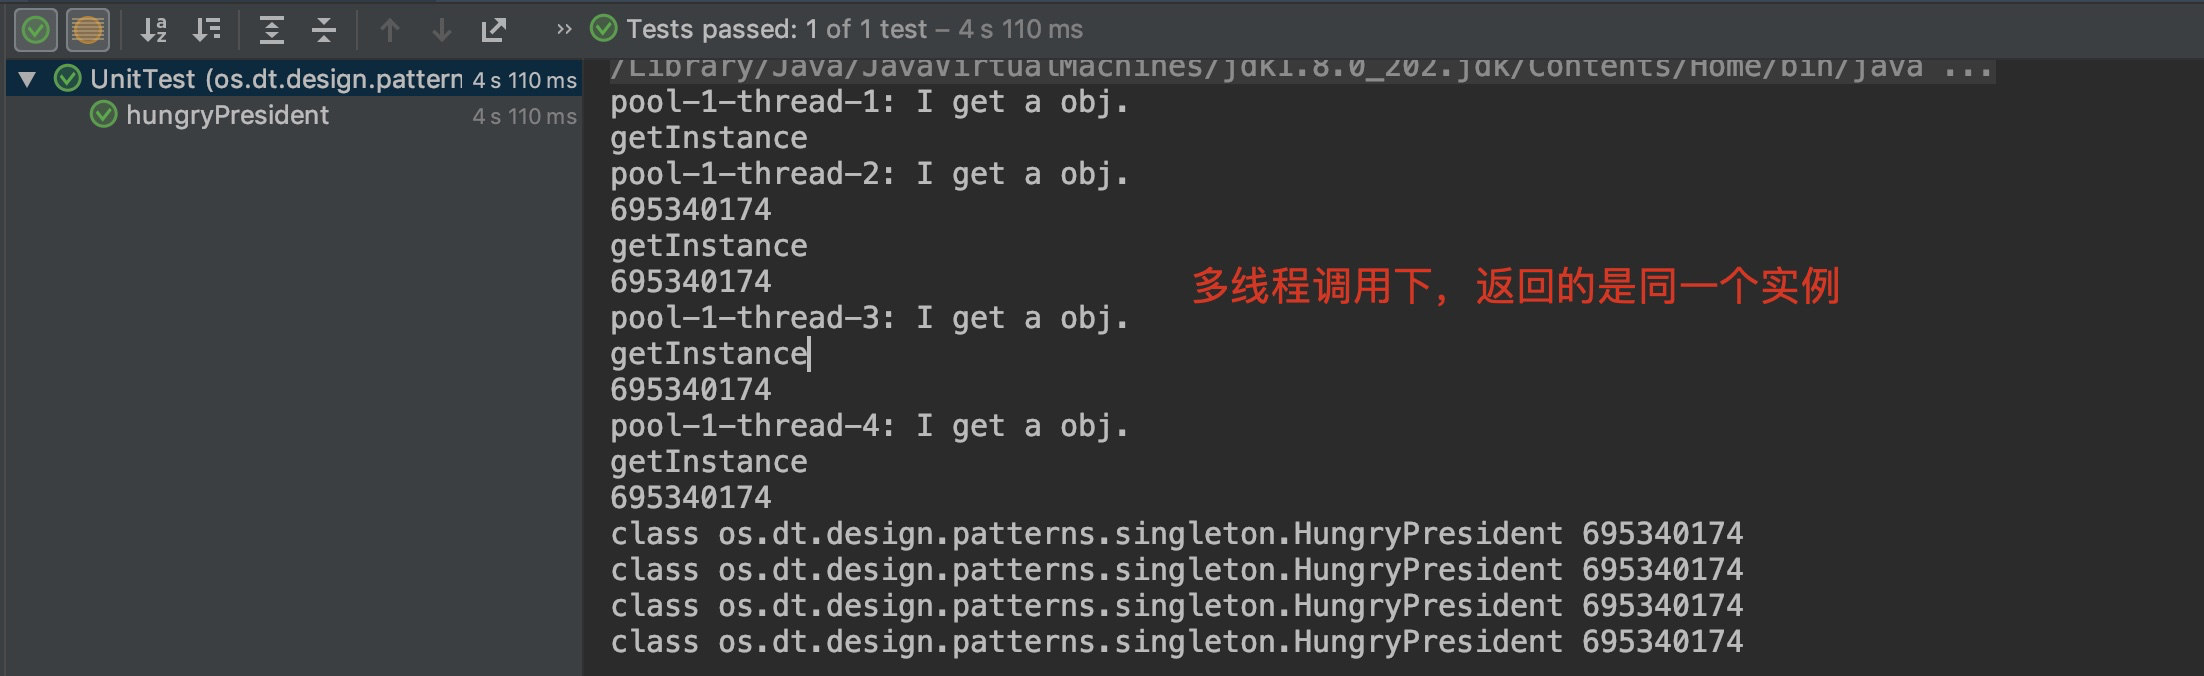 Tests passed: 1 of 1 test – 4 s 110 ms
UnitTest (os.dt.design.pattern 4 s 110 ms
hungryPresident 4 s 110 ms
/Library/Java/JavaVirtualMachines/jdk1.8.0_202.jdk/Contents/Home/bin/java ...
pool-1-thread-1: I get a obj.
getInstance
pool-1-thread-2: I get a obj.
695340174
getInstance
695340174
多线程调用下，返回的是同一个实例
pool-1-thread-3: I get a obj.
getInstance
695340174
pool-1-thread-4: I get a obj.
getInstance
695340174
class os.dt.design.patterns.singleton.HungryPresident 695340174
class os.dt.design.patterns.singleton.HungryPresident 695340174
class os.dt.design.patterns.singleton.HungryPresident 695340174
class os.dt.design.patterns.singleton.HungryPresident 695340174